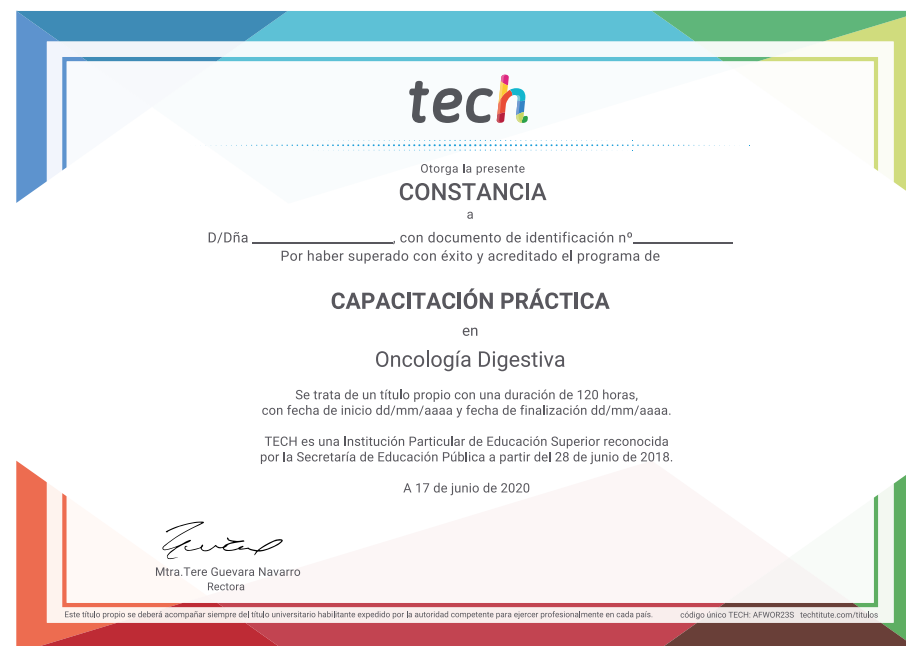 tech
Otorga la presente
CONSTANCIA
a
D/Dña ____________________, con documento de identificación nº______________
Por haber superado con éxito y acreditado el programa de
CAPACITACIÓN PRÁCTICA
en
Oncología Digestiva
Se trata de un título propio con una duración de 120 horas,
con fecha de inicio dd/mm/aaaa y fecha de finalización dd/mm/aaaa.
TECH es una Institución Particular de Educación Superior reconocida
por la Secretaría de Educación Pública a partir del 28 de junio de 2018.
A 17 de junio de 2020
Mtra.Tere Guevara Navarro
Rectora
Este título propio se deberá acompañar siempre del título universitario habilitante expedido por la autoridad competente para ejercer profesionalmente en cada país. código único TECH: AFWOR23S techtitute.com/titulos